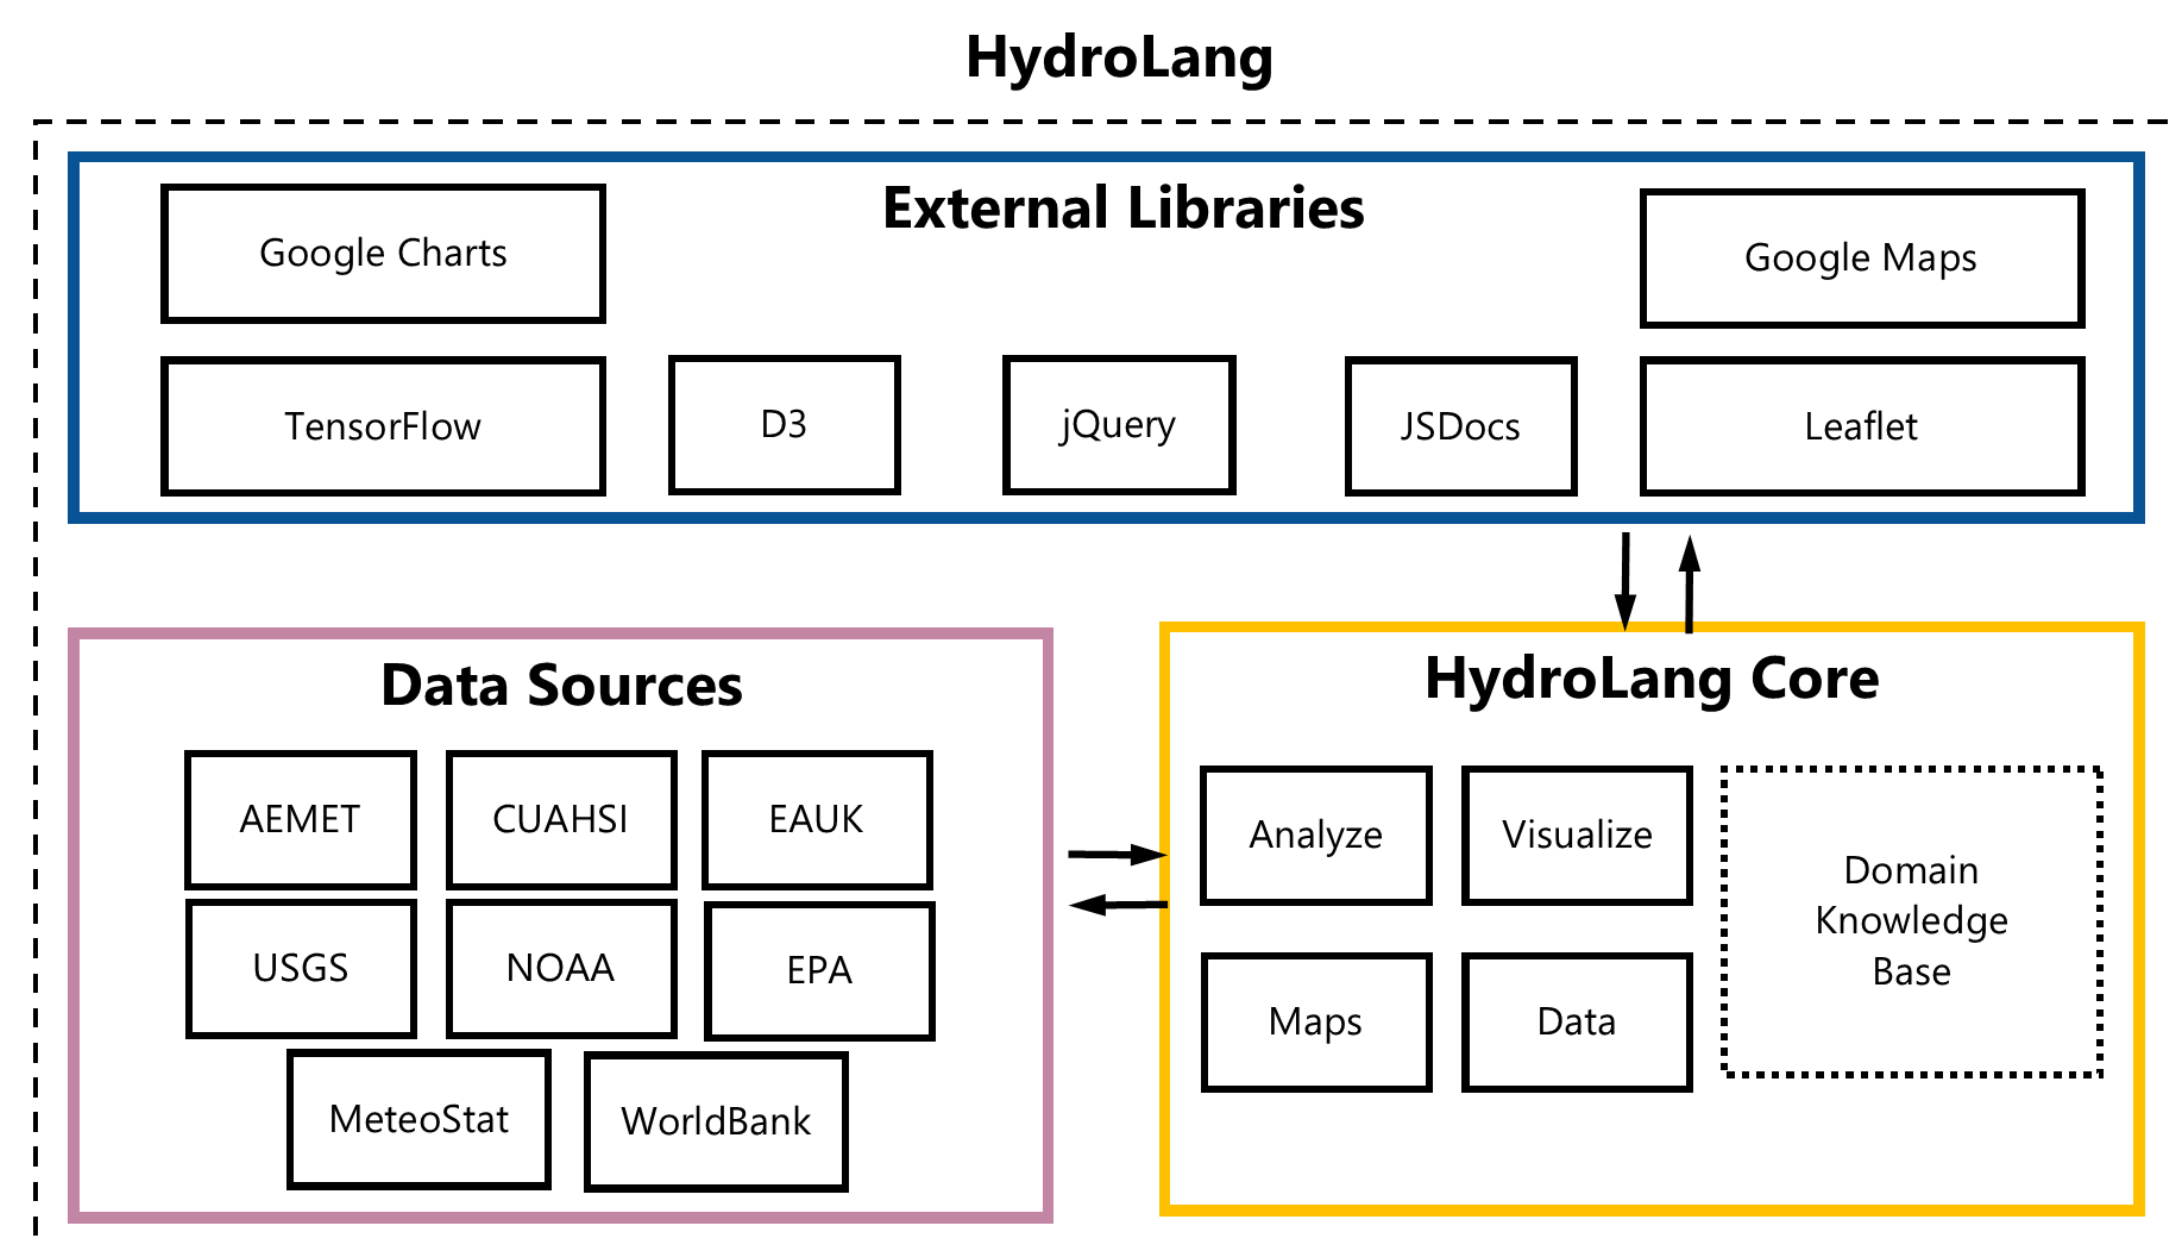 HydroLang
External Libraries
Google Charts
Google Maps
TensorFlow
D3
jQuery
JSDocs
Leaflet
Data Sources
AEMET
CUAHSI
EAUK
USGS
NOAA
EPA
MeteoStat
WorldBank
HydroLang Core
Analyze
Visualize
Maps
Data
Domain
Knowledge
Base